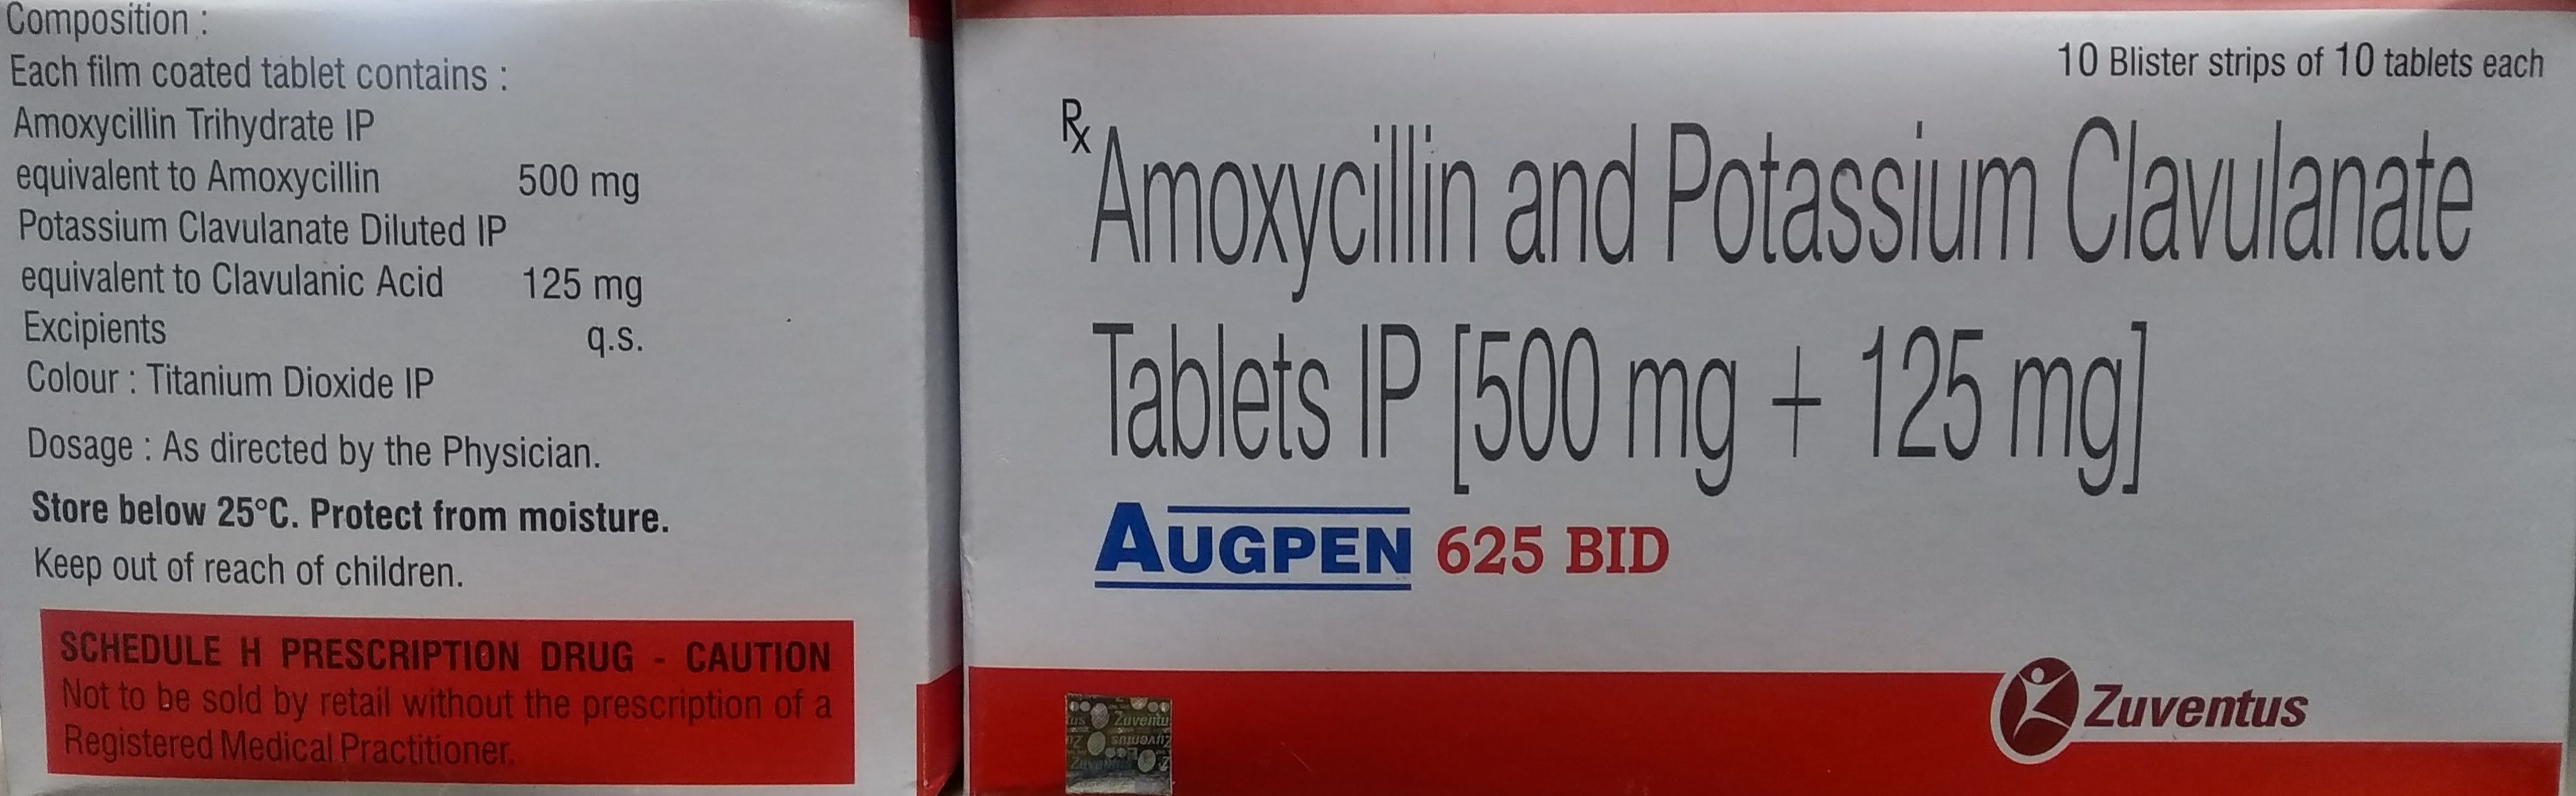 Composition :
Each film coated tablet contains :
Amoxycillin Trihydrate IP
equivalent to Amoxycillin 500 mg
Potassium Clavulanate Diluted IP
equivalent to Clavulanic Acid 125 mg
Excipients q.s.
Colour : Titanium Dioxide IP
Dosage : As directed by the Physician.
Store below 25°C. Protect from moisture.
Keep out of reach of children.
SCHEDULE H PRESCRIPTION DRUG - CAUTION
Not to be sold by retail without the prescription of a
Registered Medical Practitioner.
10 Blister strips of 10 tablets each
Rx Amoxycillin and Potassium Clavulanate
Tablets IP [500 mg + 125 mg]
AUGPEN 625 BID
Zuventus